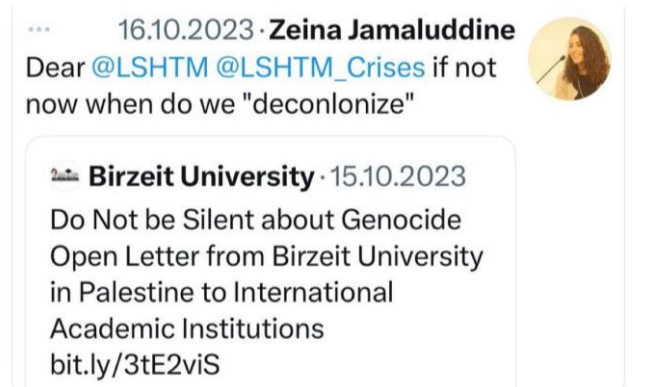 ... 16.10.2023 · Zeina Jamaluddine
Dear @LSHTM @LSHTM_Crises if not
now when do we "deconlonize"
Birzeit University · 15.10.2023
Do Not be Silent about Genocide
Open Letter from Birzeit University
in Palestine to International
Academic Institutions
bit.ly/3tE2viS